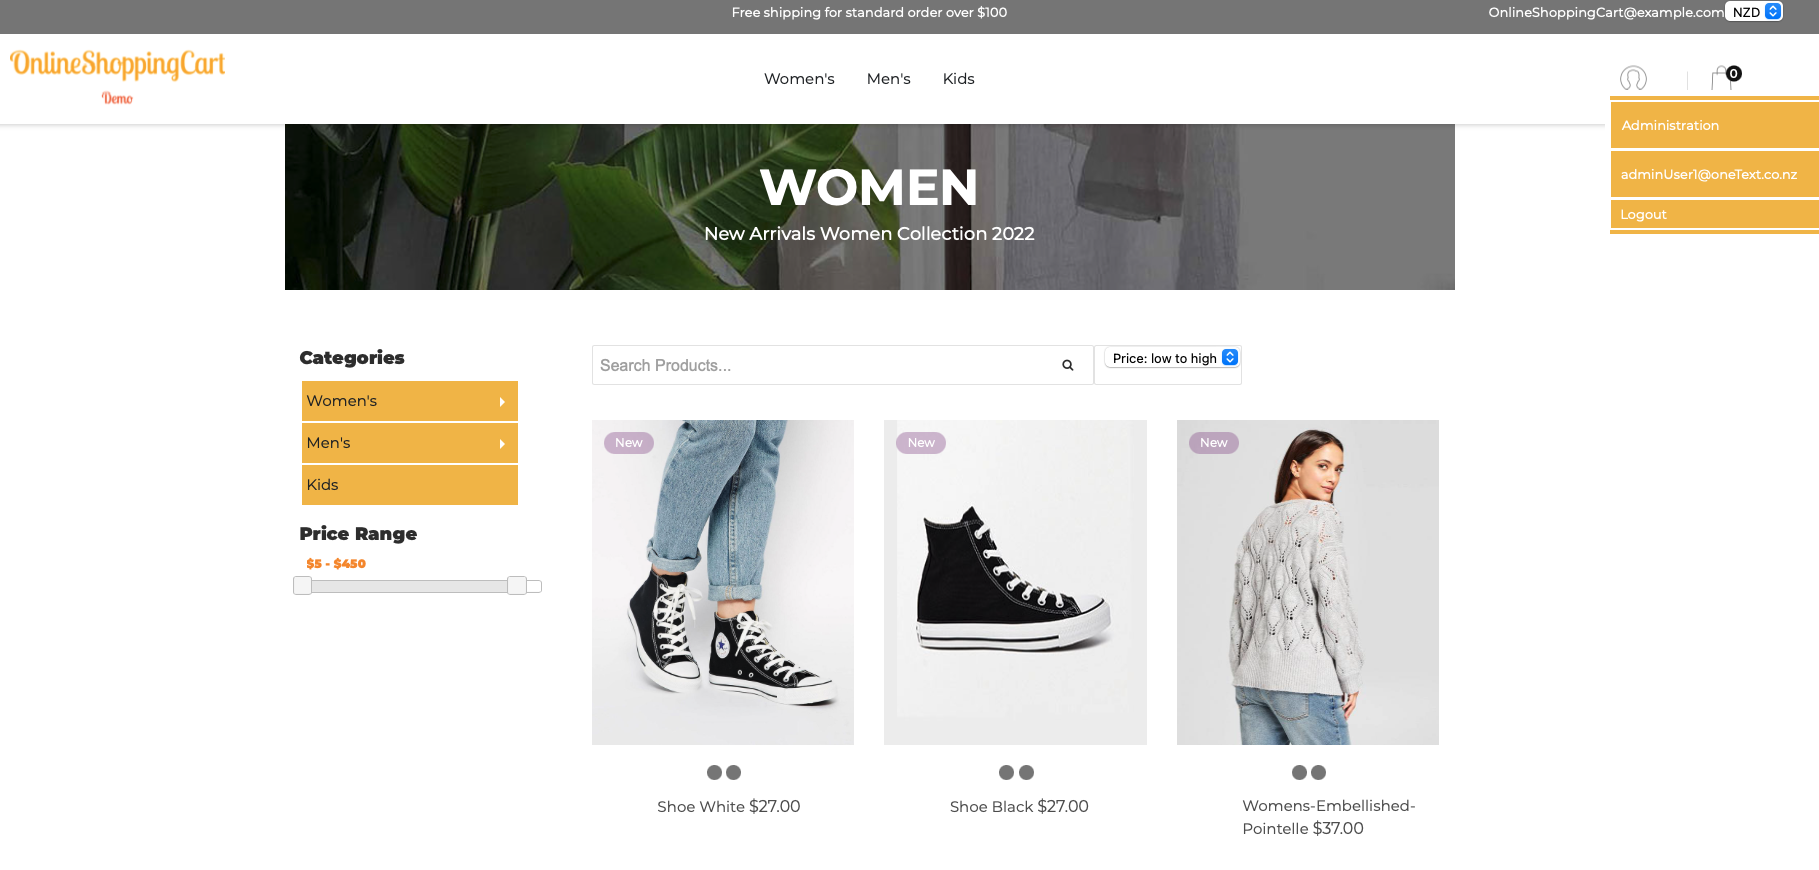 Free shipping for standard order over $100
OnlineShoppingCart@example.com NZD
OnlineShoppingCart
Demo
Women's Men's Kids
0
Administration
adminUser1@oneText.co.nz
Logout
WOMEN
New Arrivals Women Collection 2022
Categories
Women's
Men's
Kids
Price Range
$5 - $450
Search Products...
Price: low to high
New
New
New
Shoe White $27.00
Shoe Black $27.00
Womens-Embellished-
Pointelle $37.00